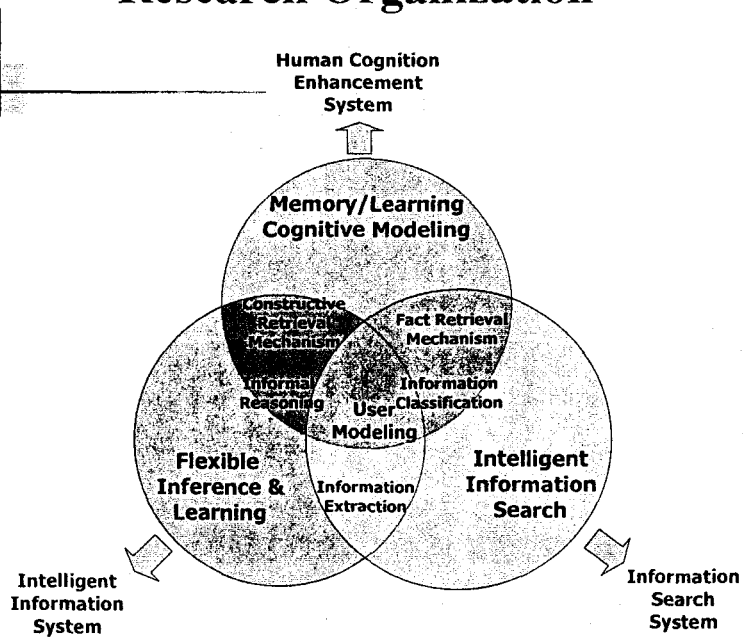 Research Organization
Human Cognition
Enhancement
System
Memory/Learning
Cognitive Modeling
Constructive
Retrieval
Mechanism
Fact Retrieval
Mechanism
Informal
Reasoning
Information
Classification
User
Modeling
Flexible
Inference &
Learning
Information
Extraction
Intelligent
Information
Search
Intelligent
Information
System
Information
Search
System